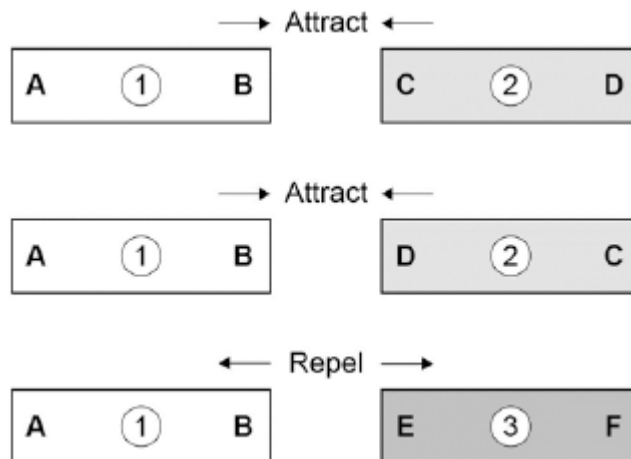 Attract
A 1 B C 2 D
Attract
A 1 B D 2 C
Repel
A 1 B E 3 F